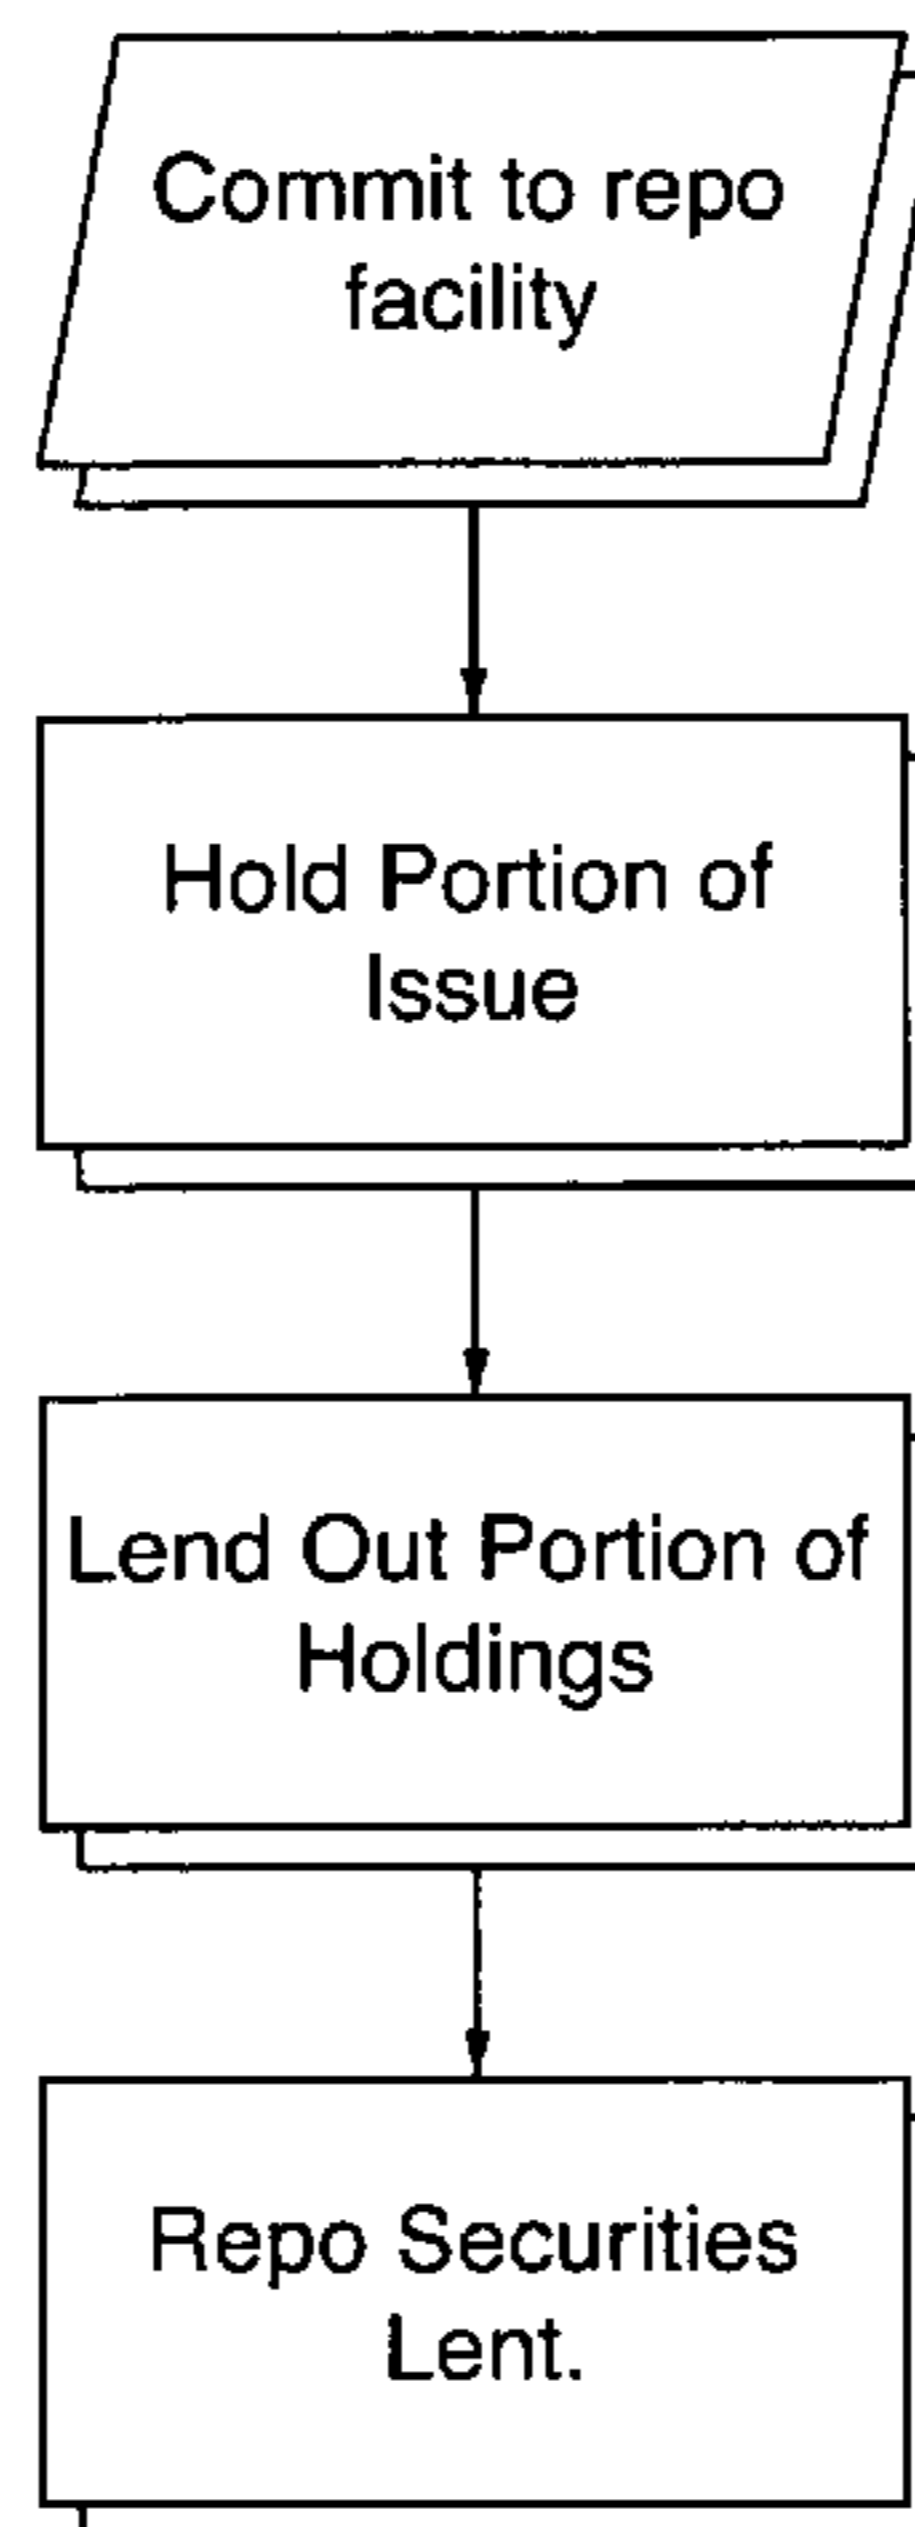 Commit to repo
facility
Hold Portion of
Issue
Lend Out Portion of
Holdings
Repo Securities
Lent.